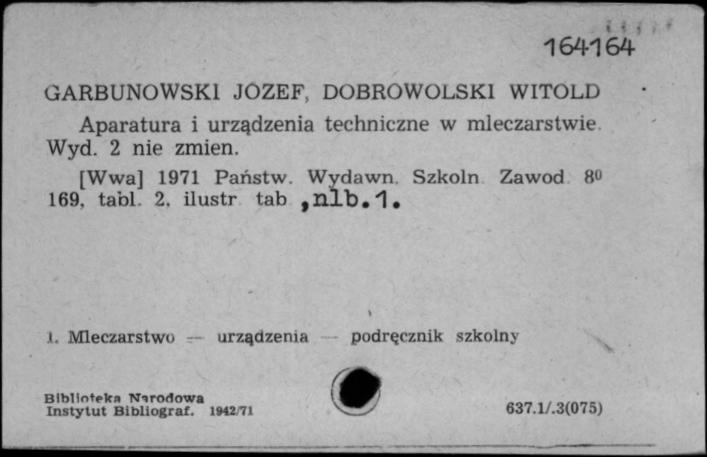 164164
GARBUNOWSKI JÓZEF, DOBROWOLSKI WITOLD
Aparatura i urządzenia techniczne w mleczarstwie.
Wyd. 2 nie zmien.
[Wwa] 1971 Państw. Wydawn. Szkoln. Zawod. 8⁰
169, tabl. 2, ilustr. tab. ,nlb.1.
1. Mleczarstwo — urządzenia — podręcznik szkolny
Biblioteka Narodowa
Instytut Bibliograf. 1942/71
637.1/.3(075)